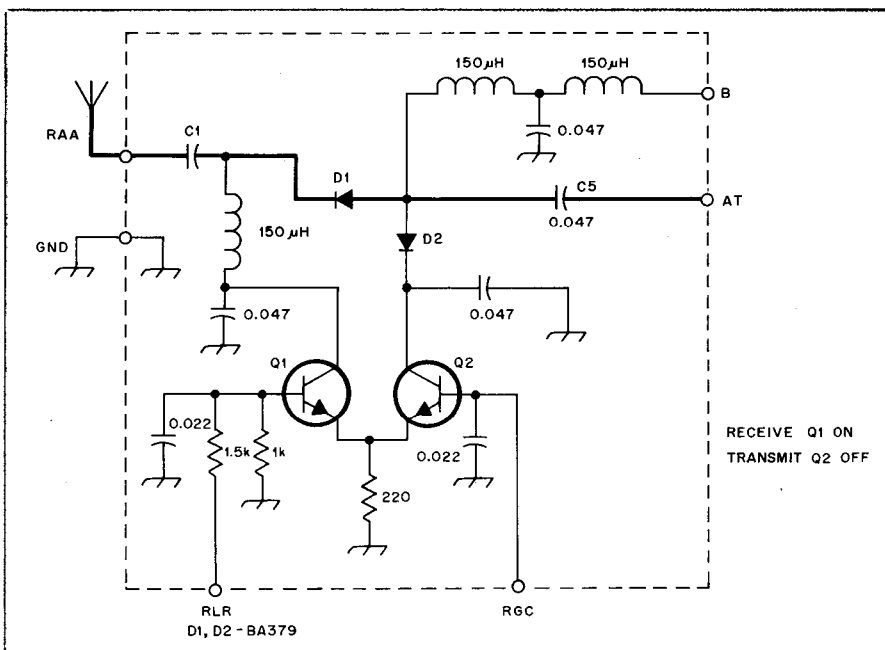 150μH
150μH
B
0.047
RAA
C1
D1
C5
AT
0.047
150μH
D2
GND
0.047
0.047
Q1
Q2
0.022
1.5k
1k
0.022
220
RECEIVE Q1 ON
TRANSMIT Q2 OFF
RLR
RGC
D1, D2-BA379